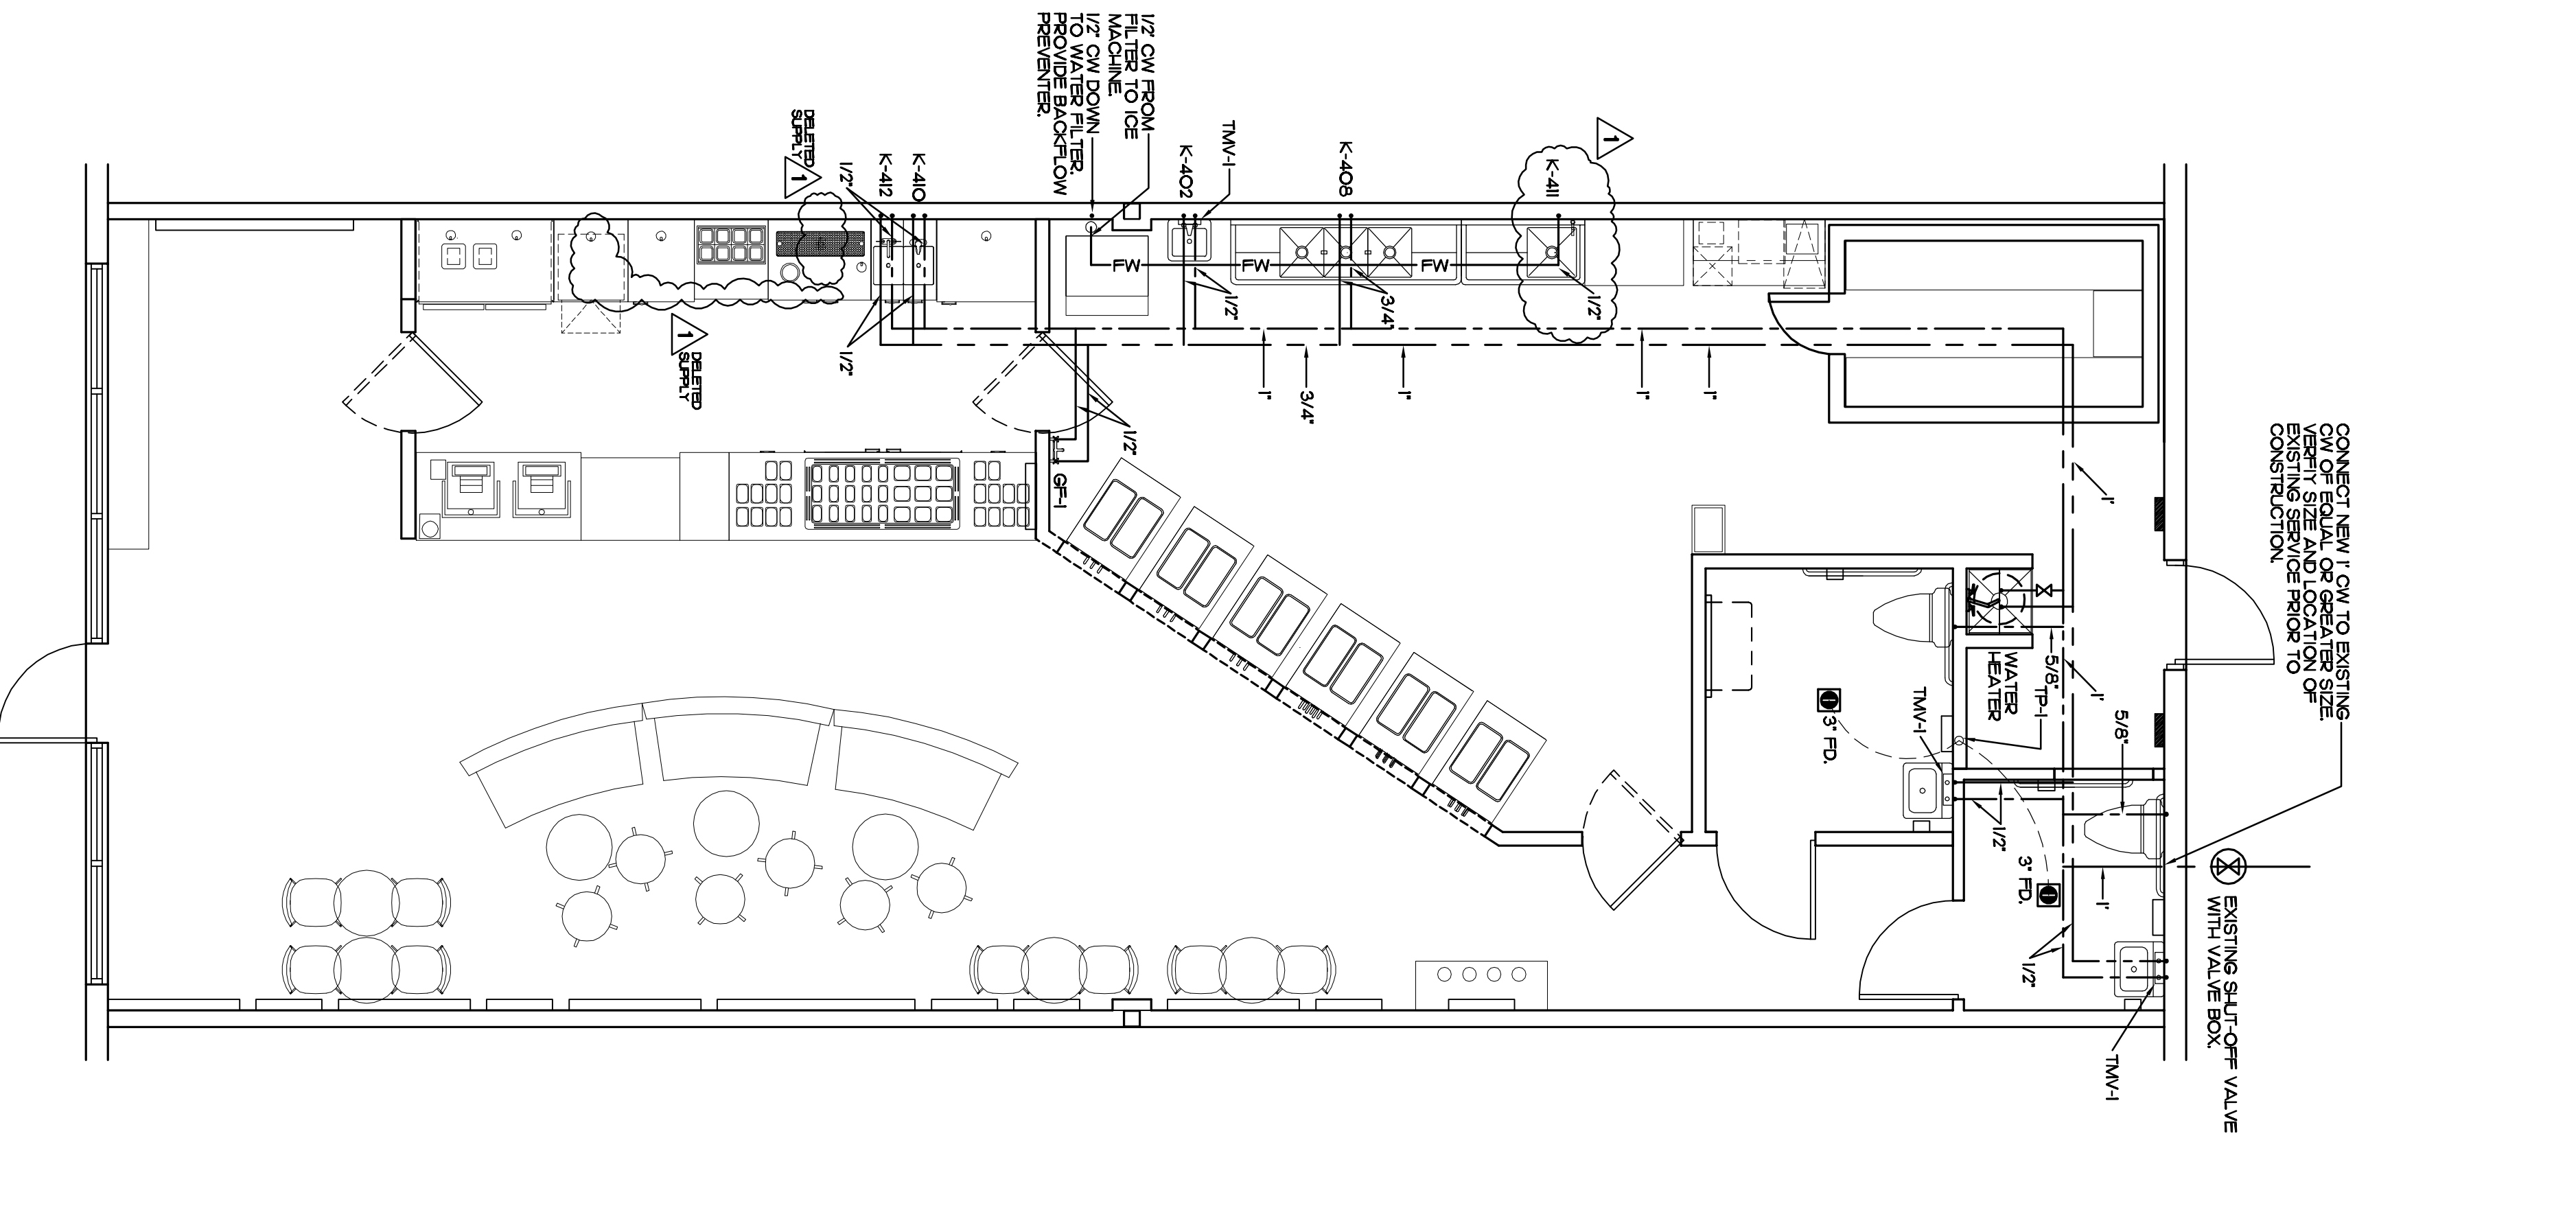 CONNECT NEW 1" CW TO EXISTING
CW OF EQUAL OR GREATER SIZE.
VERFIY SIZE AND LOCATION OF
EXISTING SERVICE PRIOR TO
CONSTRUCTION.
EXISTING SHUT-OFF VALVE
WITH VALVE BOX.
TMV-1
1"
5/8"
1"
1"
1/2"
3" FD.
1/2"
5/8"
TP-1
WATER
HEATER
TMV-1
3" FD.
1
K-411
1/2"
1"
1"
K-408
3/4"
1"
3/4"
1"
TMV-1
K-402
1/2"
FW
FW
FW
1/2" CW FROM
FILTER TO ICE
MACHINE.
1/2" CW DOWN
TO WATER FILTER.
PROVIDE BACKFLOW
PREVENTER.
1/2"
GF-1
K-410
K-412
1/2"
1/2"
DELETED
SUPPLY
1
1
DELETED
SUPPLY